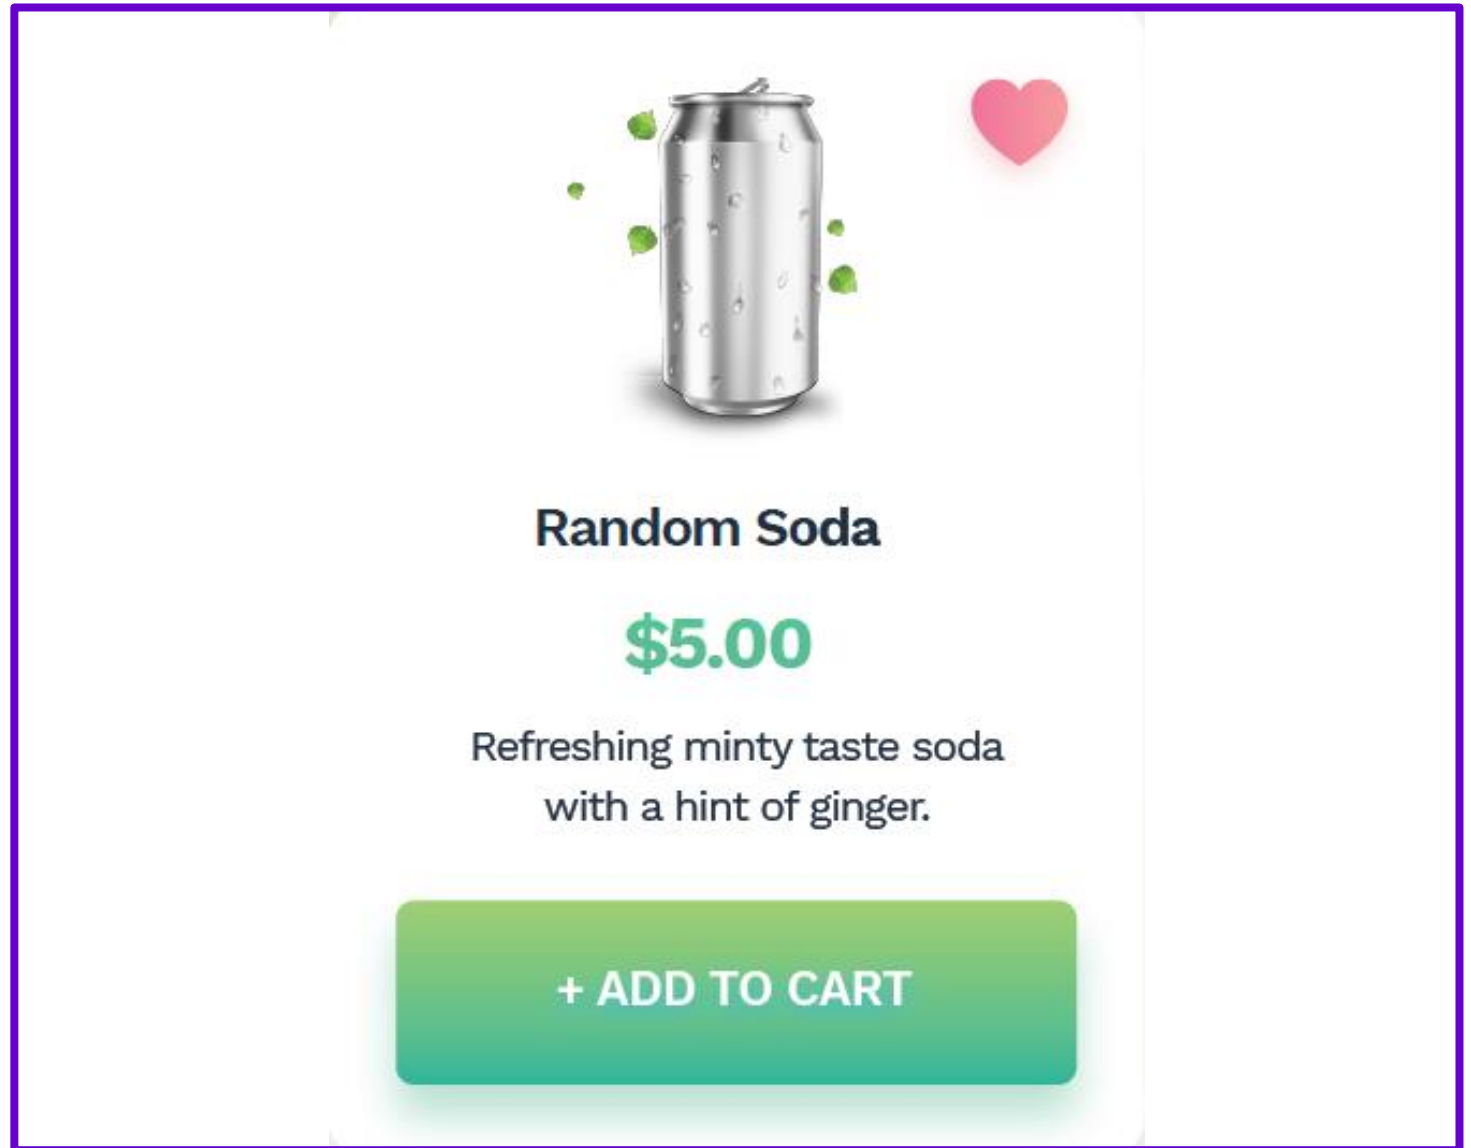 Random Soda
$5.00
Refreshing minty taste soda
with a hint of ginger.
+ ADD TO CART